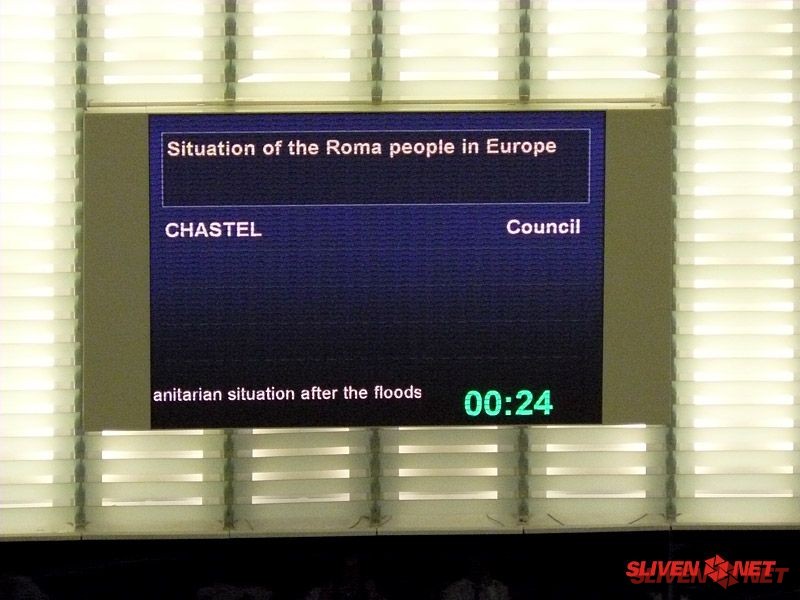 Situation of the Roma people in Europe
CHASTEL Council
anitarian situation after the floods 00:24
SLIVEN NET